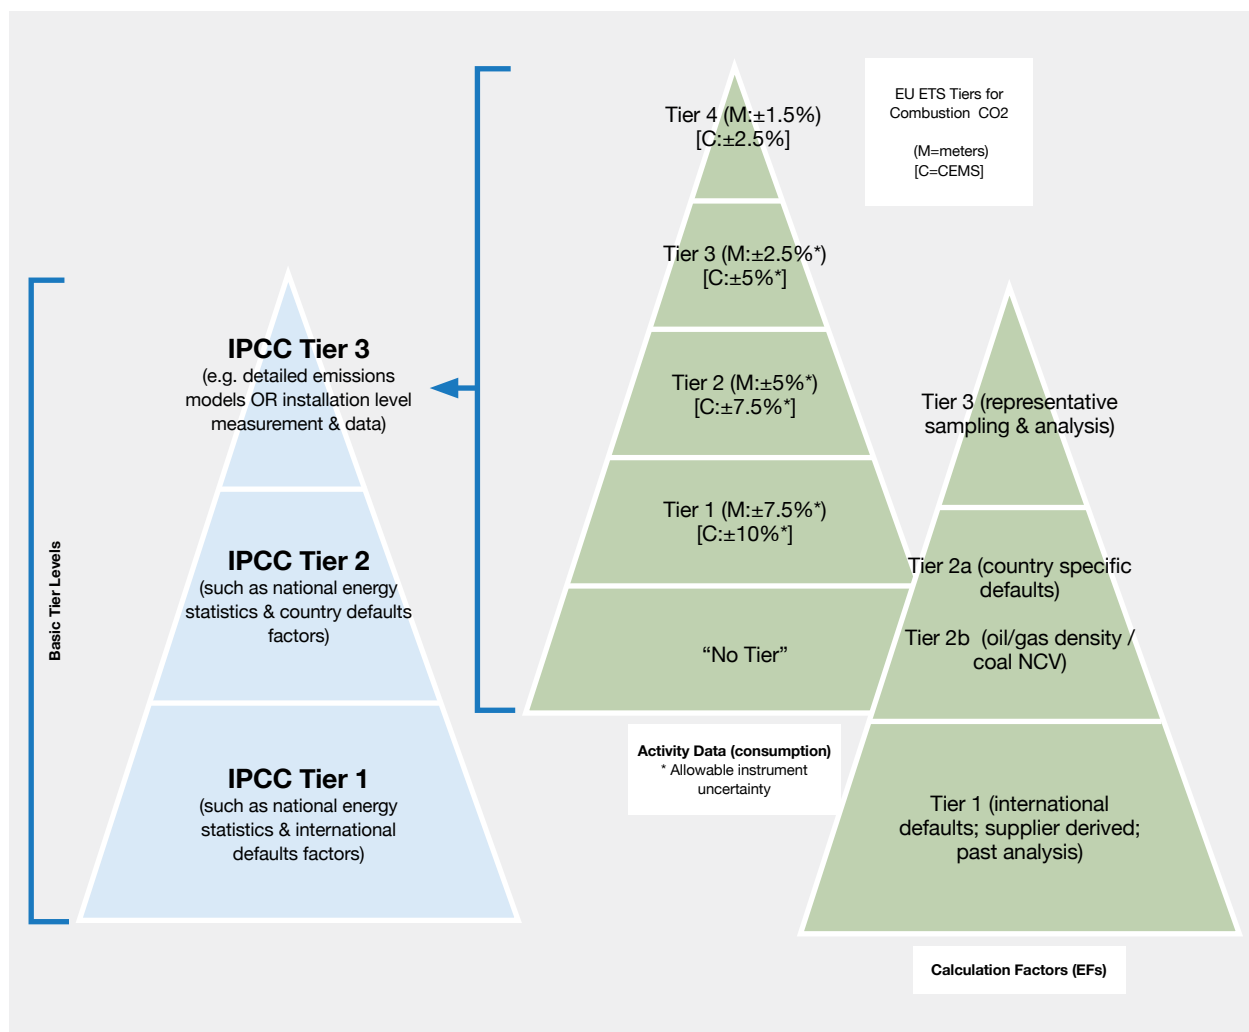 Basic Tier Levels
IPCC Tier 3
(e.g. detailed emissions
models OR installation level
measurement & data)
IPCC Tier 2
(such as national energy
statistics & country defaults
factors)
IPCC Tier 1
(such as national energy
statistics & international
defaults factors)
Tier 4 (M:±1.5%)
[C:±2.5%]
Tier 3 (M:±2.5%*)
[C:±5%*]
Tier 2 (M:±5%*)
[C:±7.5%*]
Tier 1 (M:±7.5%*)
[C:±10%*]
“No Tier”
Activity Data (consumption)
* Allowable instrument
uncertainty
EU ETS Tiers for
Combustion CO2
(M=meters)
[C=CEMS]
Tier 3 (representative
sampling & analysis)
Tier 2a (country specific
defaults)
Tier 2b (oil/gas density /
coal NCV)
Tier 1 (international
defaults; supplier derived;
past analysis)
Calculation Factors (EFs)